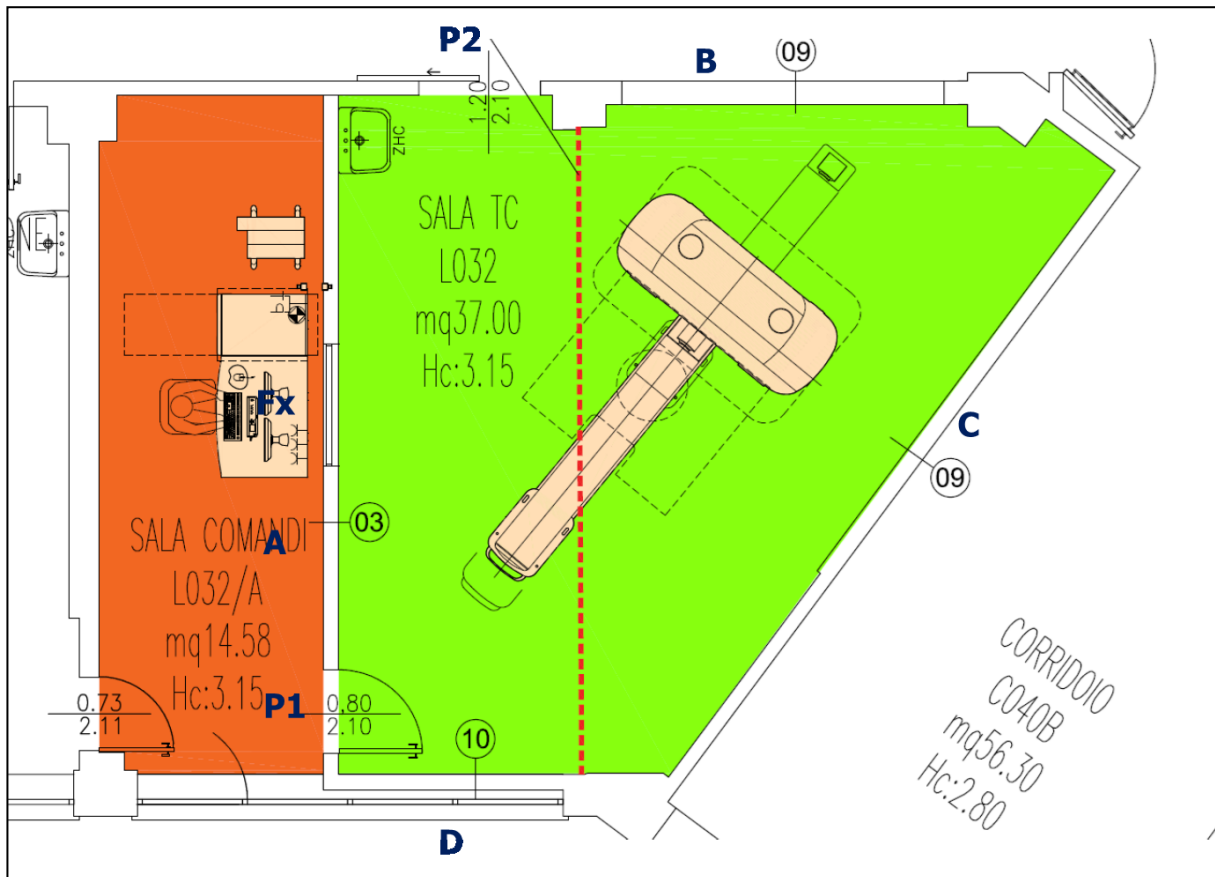 P2
B
09
1.20
2.10
ZHC
SALA TC
L032
mq37.00
Hc:3.15
Fx
C
09
03
SALA COMANDI
A
L032/A
mq14.58
Hc:3.15
P1
0.73
2.11
0,80
2.10
10
D
CORRIDOIO
C040B
mq56.30
Hc:2.80